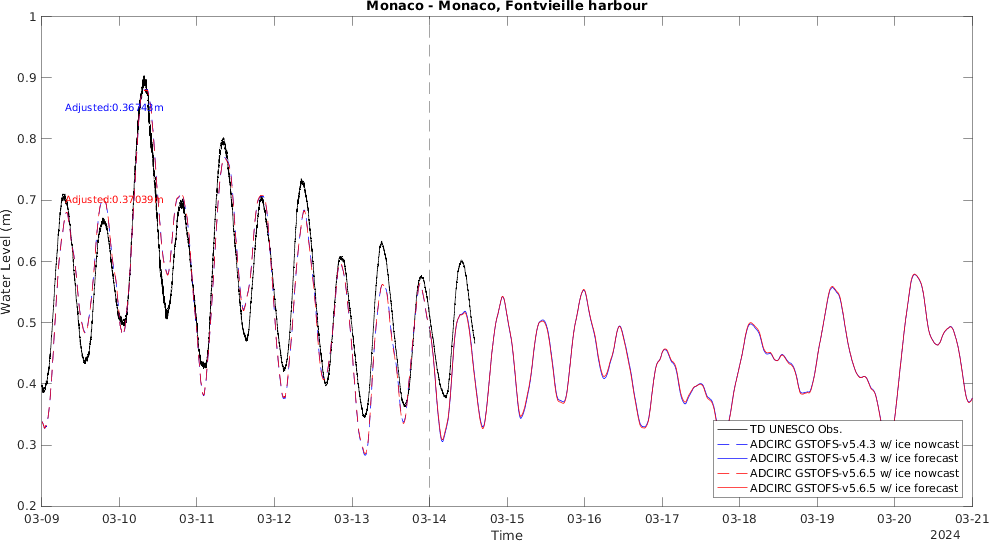 Monaco - Monaco, Fontvieille harbour
1
0.9
0.8
0.7
0.6
0.5
0.4
0.3
0.2
Water Level (m)
Adjusted:0.36748m
Adjusted:0.37039m
TD UNESCO Obs.
ADCIRC GSTOFS-v5.4.3 w/ ice nowcast
ADCIRC GSTOFS-v5.4.3 w/ ice forecast
ADCIRC GSTOFS-v5.6.5 w/ ice nowcast
ADCIRC GSTOFS-v5.6.5 w/ ice forecast
03-09 03-10 03-11 03-12 03-13 03-14 03-15 03-16 03-17 03-18 03-19 03-20 03-21
Time
2024